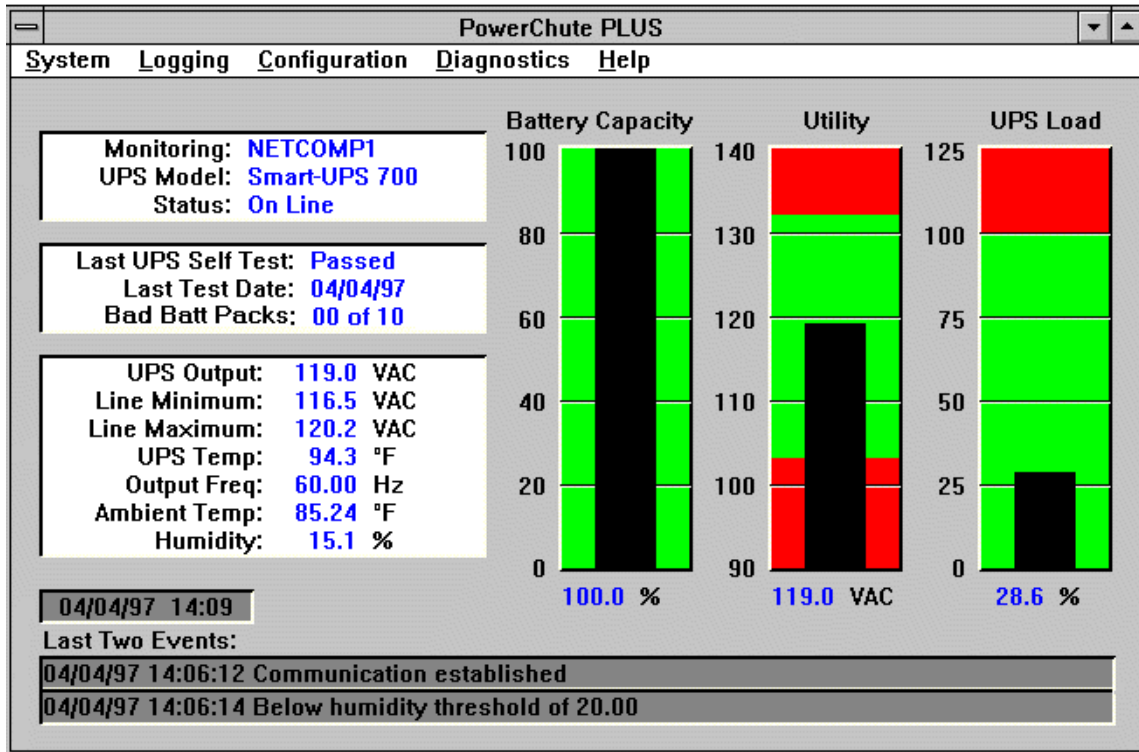 PowerChute PLUS
System Logging Configuration Diagnostics Help
Monitoring: NETCOMP1
UPS Model: Smart-UPS 700
Status: On Line
Last UPS Self Test: Passed
Last Test Date: 04/04/97
Bad Batt Packs: 00 of 10
UPS Output: 119.0 VAC
Line Minimum: 116.5 VAC
Line Maximum: 120.2 VAC
UPS Temp: 94.3 °F
Output Freq: 60.00 Hz
Ambient Temp: 85.24 °F
Humidity: 15.1 %
Battery Capacity
100
80
60
40
20
0
100.0 %
Utility
140
130
120
110
100
90
119.0 VAC
UPS Load
125
100
75
50
25
0
28.6 %
04/04/97 14:09
Last Two Events:
04/04/97 14:06:12 Communication established
04/04/97 14:06:14 Below humidity threshold of 20.00